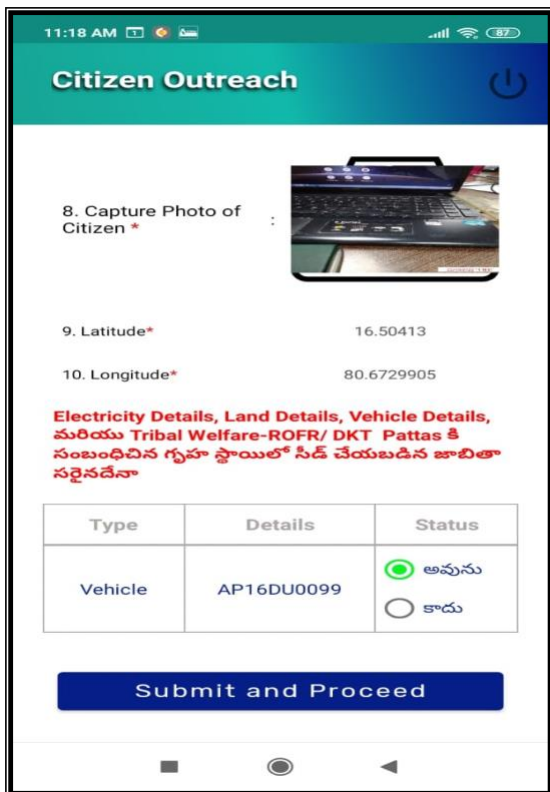 11:18 AM
87
Citizen Outreach
8. Capture Photo of
Citizen * :
9. Latitude* 16.50413
10. Longitude* 80.6729905
Electricity Details, Land Details, Vehicle Details,
మరియు Tribal Welfare-ROFR/ DKT Pattas కి
సంబంధించిన గృహ స్థాయిలో సీడ్ చేయబడిన జాబితా
సరైనదేనా
Type Details Status
Vehicle AP16DU0099
అవును
కాదు
Submit and Proceed